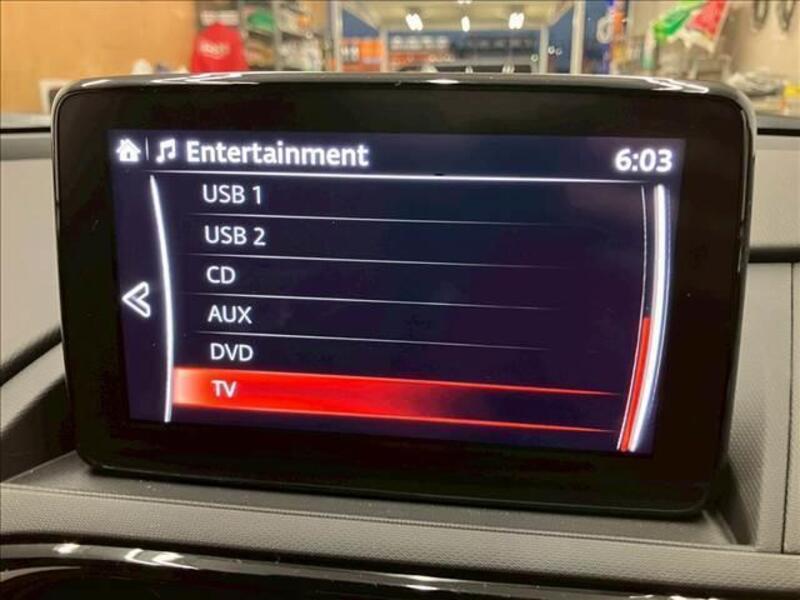 Entertainment 6:03
USB 1
USB 2
CD
AUX
DVD
TV